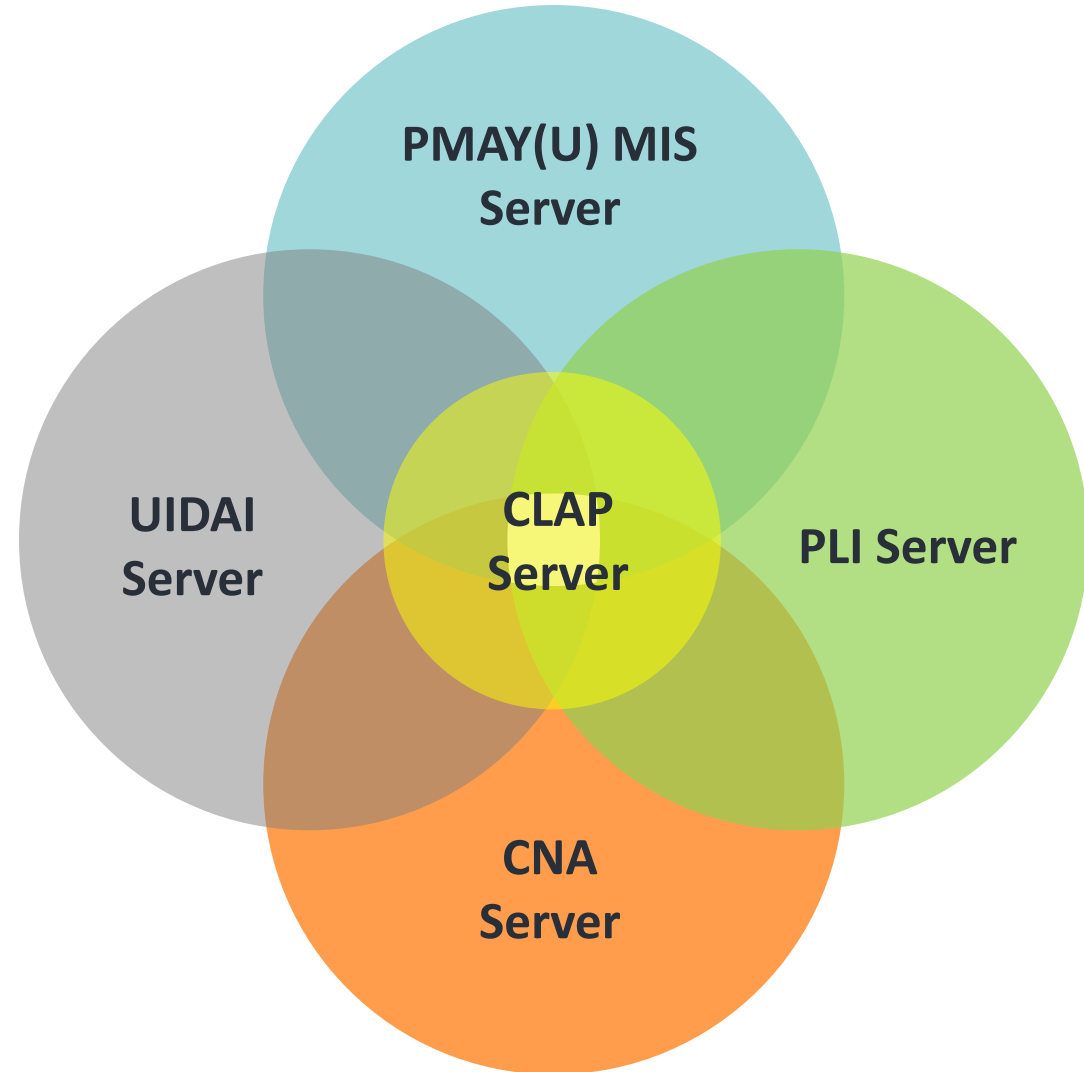 PMAY(U) MIS
Server
UIDAI
Server
CLAP
Server
PLI Server
CNA
Server